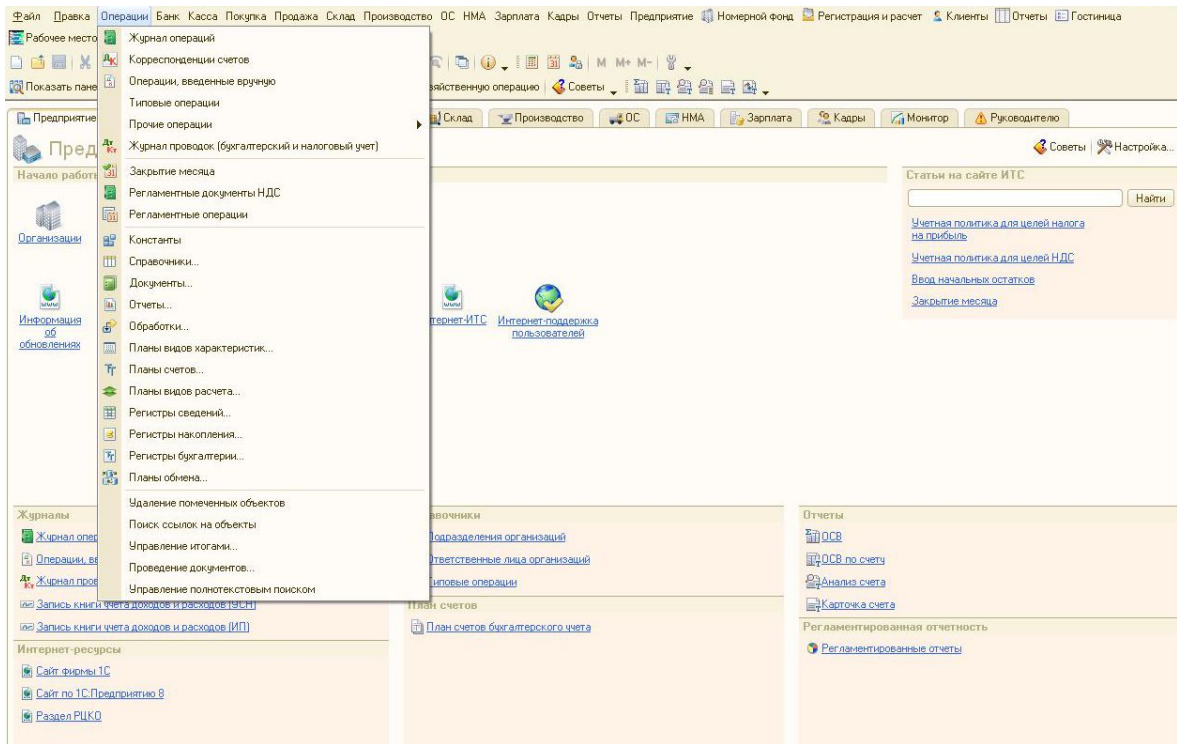 Файл Правка Операции Банк Касса Покупка Продажа Склад Производство ОС НМА Зарплата Кадры Отчеты Предприятие Номерной фонд Регистрация и расчет Клиенты Отчеты Гостиница
Рабочее место
M M+ M-
Показать пане
Советы
операцию
Предприятие
Склад Производство ОС НМА Зарплата Кадры Монитор Руководителю
Пред
Советы Настройка...
Журнал операций
Корреспонденции счетов
Операции, введенные вручную
Типовые операции
Прочие операции
Журнал проводок (бухгалтерский и налоговый учет)
Закрытие месяца
Регламентные документы НДС
Регламентные операции
Константы
Справочники...
Документы...
Отчеты...
Обработки...
Планы видов характеристик...
Планы счетов...
Планы видов расчета...
Регистры сведений...
Регистры накопления...
Регистры бухгалтерии...
Планы обмена...
Удаление помеченных объектов
Поиск ссылок на объекты
Управление итогами...
Проведение документов...
Управление полнотекстовым поиском
Начало работы
Организации
Информация
об
обновлениях
тернет-ИТС
Интернет-поддержка
пользователей
Статьи на сайте ИТС
Найти
Учетная политика для целей налога
на прибыль
Учетная политика для целей НДС
Ввод начальных остатков
Закрытие месяца
Журналы
Журнал опер
Операции, вв
Журнал пров
Запись книги учета доходов и расходов (УСН)
Запись книги учета доходов и расходов (ИП)
Интернет-ресурсы
Сайт фирмы 1С
Сайт по 1С:Предприятию 8
Раздел РЦКО
авочники
Подразделения организаций
Ответственные лица организаций
Типовые операции
План счетов
План счетов бухгалтерского учета
Отчеты
ОСВ
ОСВ по счету
Анализ счета
Карточка счета
Регламентированная отчетность
Регламентированные отчеты